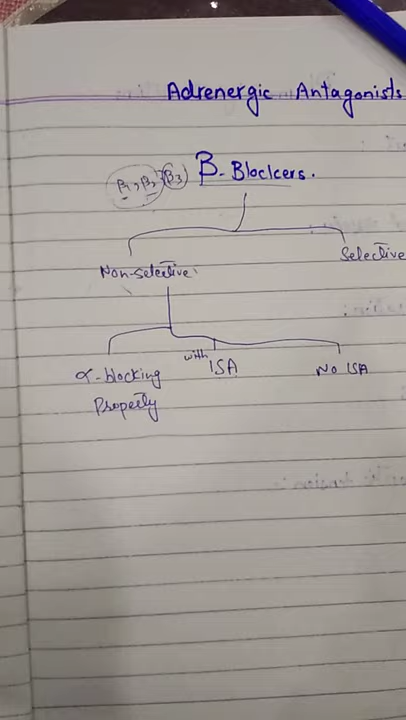 Adrenergic Antagonists
(β1, β2, β3) β-Blockers.
Non-selective
Selective
α-blocking
Property
with ISA
No ISA